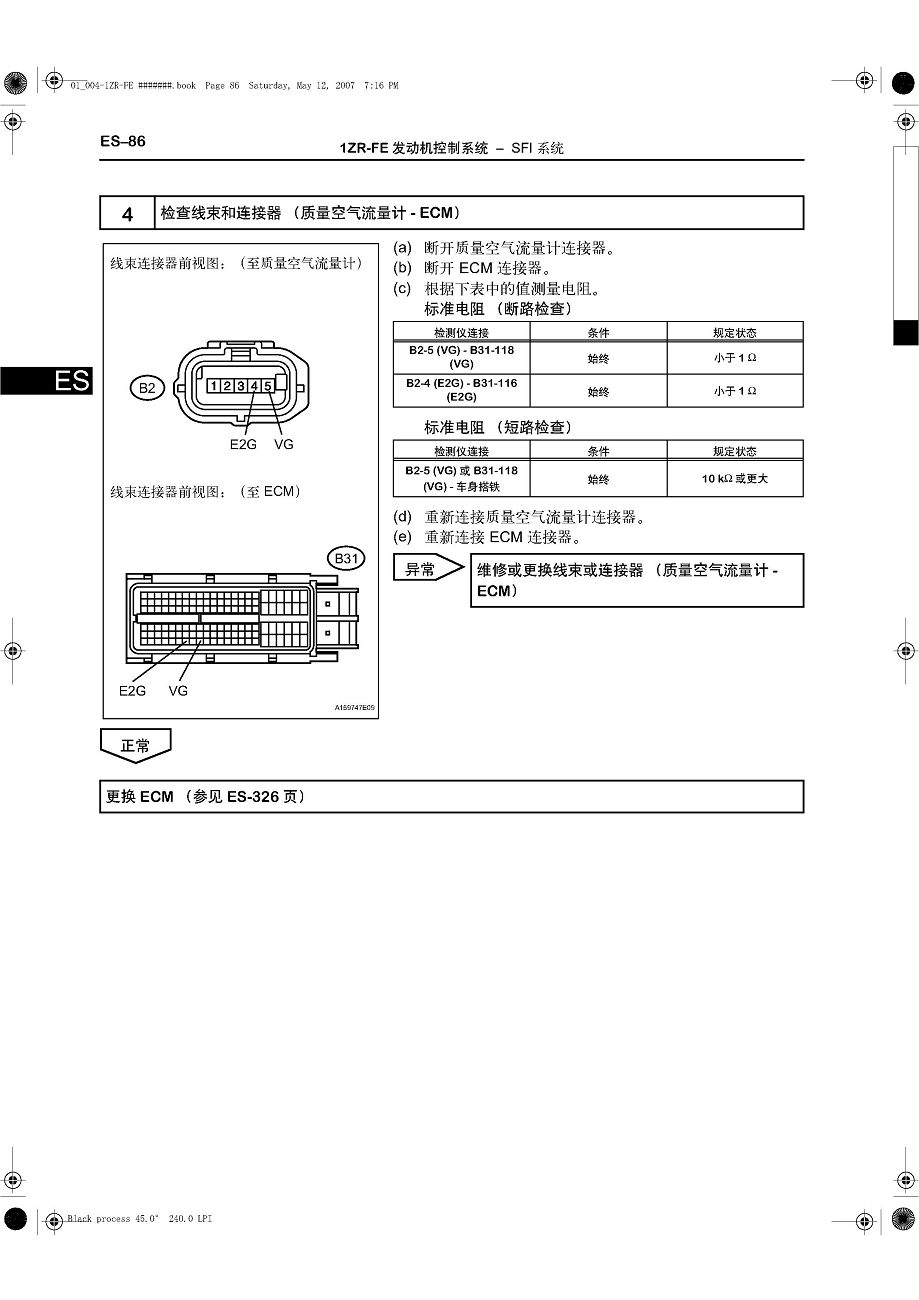 01_004-1ZR-FE #######.book Page 86 Saturday, May 12, 2007 7:16 PM
ES–86
1ZR-FE 发动机控制系统 – SFI 系统
4
检查线束和连接器 (质量空气流量计 - ECM)
线束连接器前视图: (至质量空气流量计)
B2
1 2 3 4 5
E2G VG
线束连接器前视图: (至 ECM)
B31
E2G VG
A159747E09
(a) 断开质量空气流量计连接器。
(b) 断开 ECM 连接器。
(c) 根据下表中的值测量电阻。
标准电阻 (断路检查)
检测仪连接 条件 规定状态
B2-5 (VG) - B31-118
(VG)
始终 小于 1 Ω
B2-4 (E2G) - B31-116
(E2G)
始终 小于 1 Ω
标准电阻 (短路检查)
检测仪连接 条件 规定状态
B2-5 (VG) 或 B31-118
(VG) - 车身搭铁
始终 10 kΩ 或更大
(d) 重新连接质量空气流量计连接器。
(e) 重新连接 ECM 连接器。
异常
维修或更换线束或连接器 (质量空气流量计 -
ECM)
ES
正常
更换 ECM (参见 ES-326 页)
Black process 45.0° 240.0 LPI